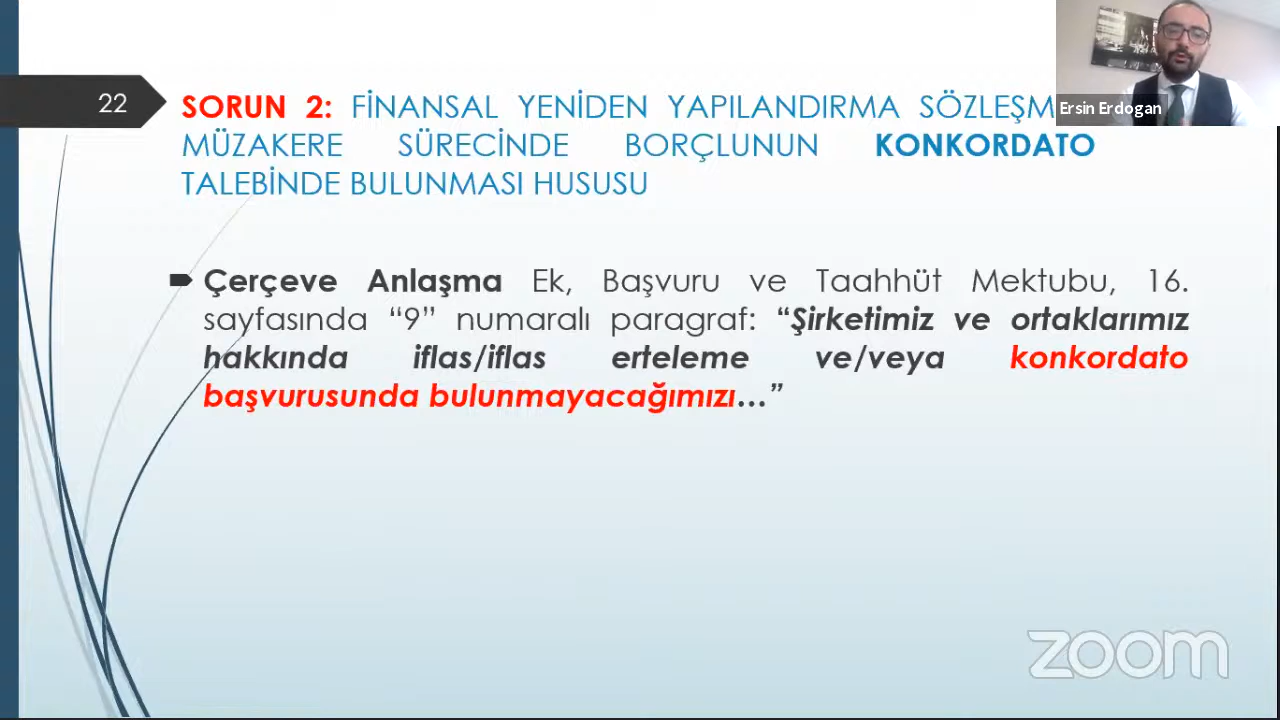 22
SORUN 2: FİNANSAL YENİDEN YAPILANDIRMA SÖZLEŞM
MÜZAKERE SÜRECİNDE BORÇLUNUN KONKORDATO
TALEBİNDE BULUNMASI HUSUSU
Ersin Erdogan
Çerçeve Anlaşma Ek, Başvuru ve Taahhüt Mektubu, 16.
sayfasında “9” numaralı paragraf: “Şirketimiz ve ortaklarımız
hakkında iflas/iflas erteleme ve/veya konkordato
başvurusunda bulunmayacağımızı…”
zoom